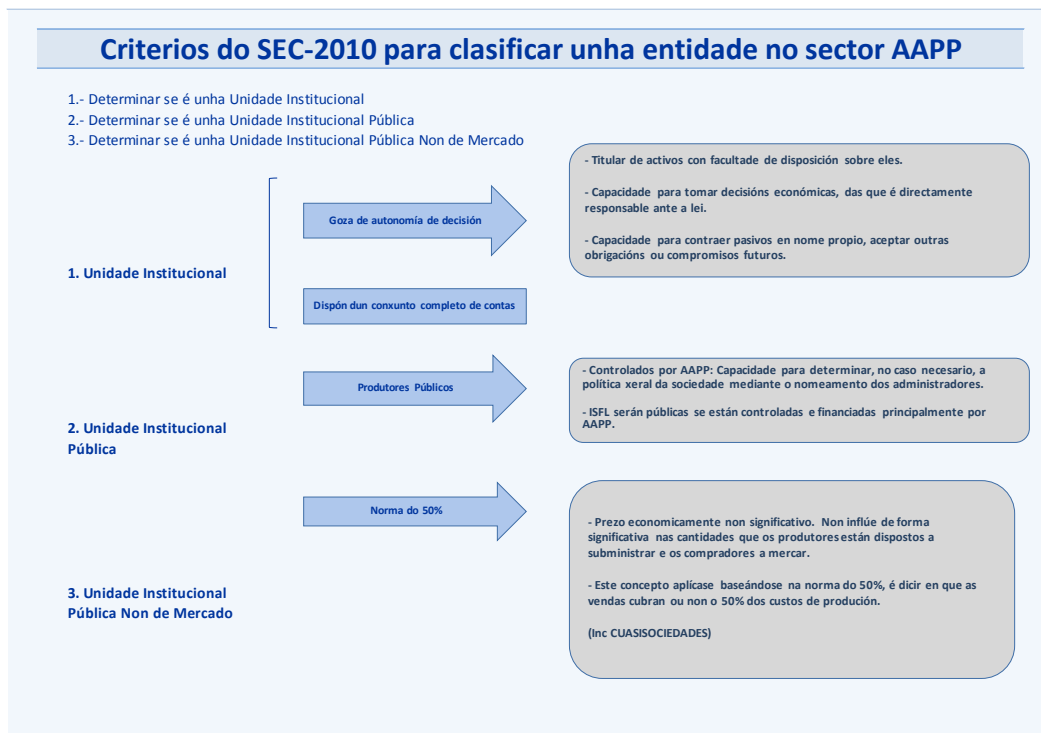 Criterios do SEC-2010 para clasificar unha entidade no sector AAPP
1.- Determinar se é unha Unidade Institucional
2.- Determinar se é unha Unidade Institucional Pública
3.- Determinar se é unha Unidade Institucional Pública Non de Mercado
1. Unidade Institucional
Goza de autonomía de decisión
- Titular de activos con facultade de disposición sobre eles.
- Capacidade para tomar decisións económicas, das que é directamente
responsable ante a lei.
- Capacidade para contraer pasivos en nome propio, aceptar outras
obrigacións ou compromisos futuros.
Dispón dun conxunto completo de contas
2. Unidade Institucional
Pública
Produtores Públicos
- Controlados por AAPP: Capacidade para determinar, no caso necesario, a
política xeral da sociedade mediante o nomeamento dos administradores.
- ISFL serán públicas se están controladas e financiadas principalmente por
AAPP.
3. Unidade Institucional
Pública Non de Mercado
Norma do 50%
- Prezo economicamente non significativo. Non inflúe de forma
significativa nas cantidades que os produtores están dispostos a
subministrar e os compradores a mercar.
- Este concepto aplícase baseándose na norma do 50%, é dicir en que as
vendas cubran ou non o 50% dos custos de produción.
(Inc CUASISOCIEDADES)